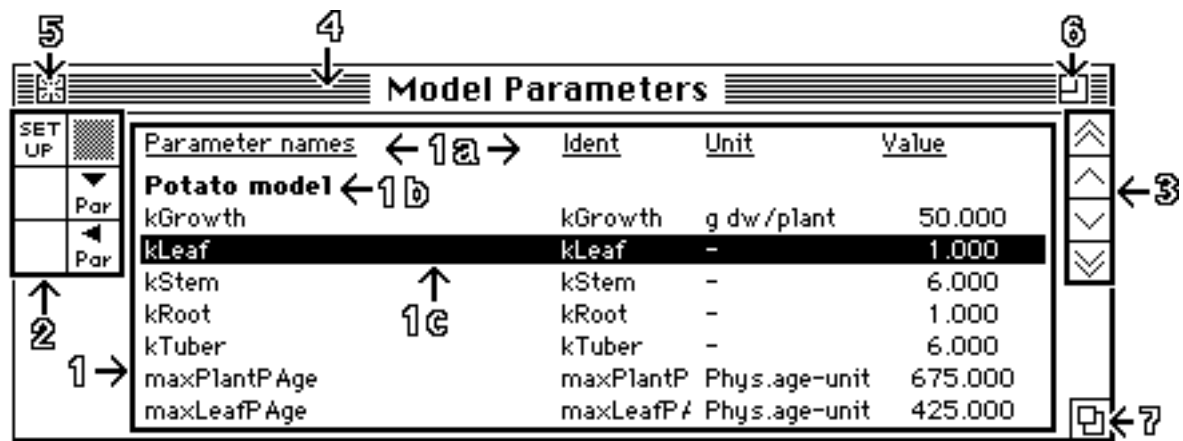 5 4 6
Model Parameters
SET UP
Par
Par
Parameter names 1a Ident Unit Value
Potato model 1b
kGrowth kGrowth g dw/plant 50.000
kLeaf kLeaf - 1.000
kStem kStem - 6.000
kRoot kRoot - 1.000
kTuber kTuber - 6.000
maxPlantPAge maxPlantP Phys.age-unit 675.000
maxLeafPAge maxLeafPA Phys.age-unit 425.000
1c
2
1
3
7